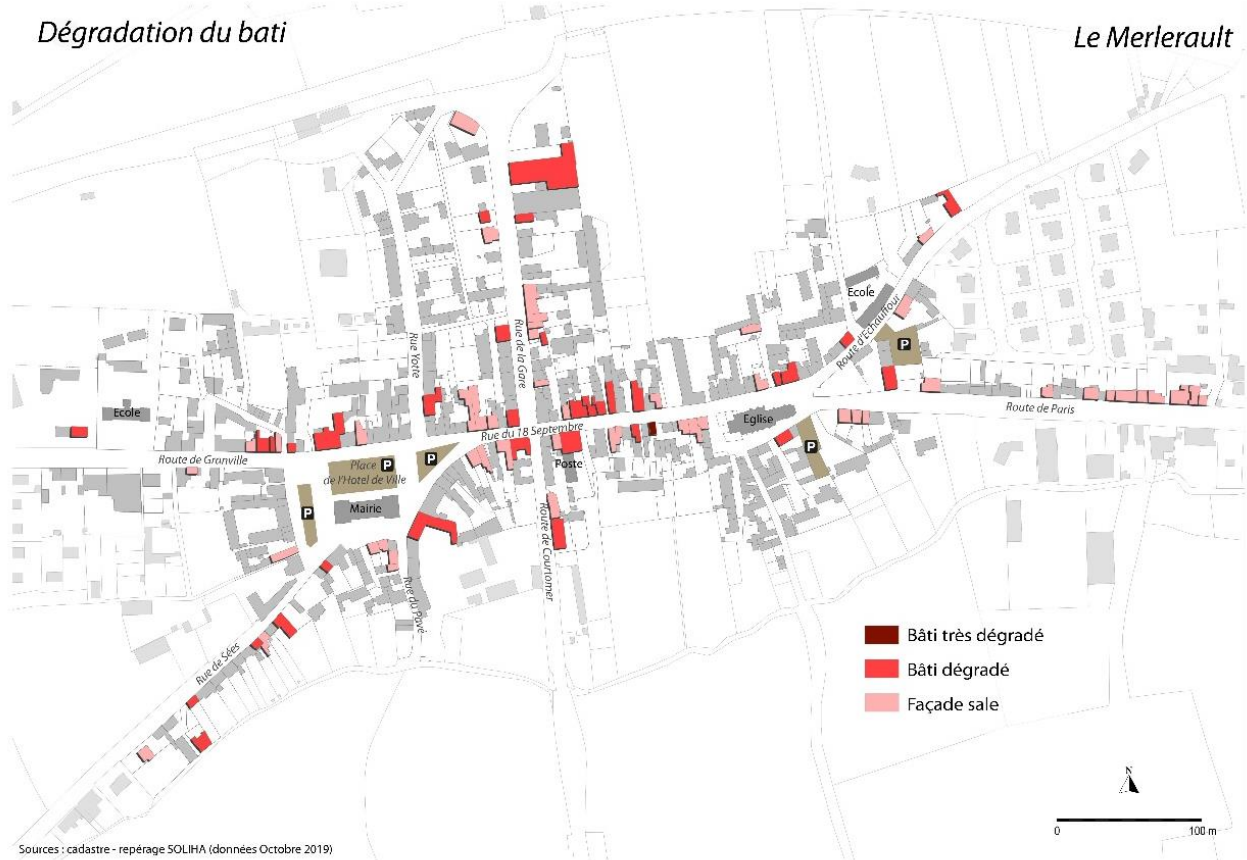 Dégradation du bati
Le Merlerault
Ecole
Route d'Echauffour
P
Rue Yotte
Rue de la Gare
Ecole
Route de Paris
Rue du 18 Septembre
Eglise
Route de Granville
Place
de l'Hotel de Ville
P
P
Poste
P
P
Mairie
Route de Courtomer
Rue du Pavé
Rue de Sées
Bâti très dégradé
Bâti dégradé
Façade sale
N
0
100 m
Sources : cadastre - repérage SOLIHA (données Octobre 2019)